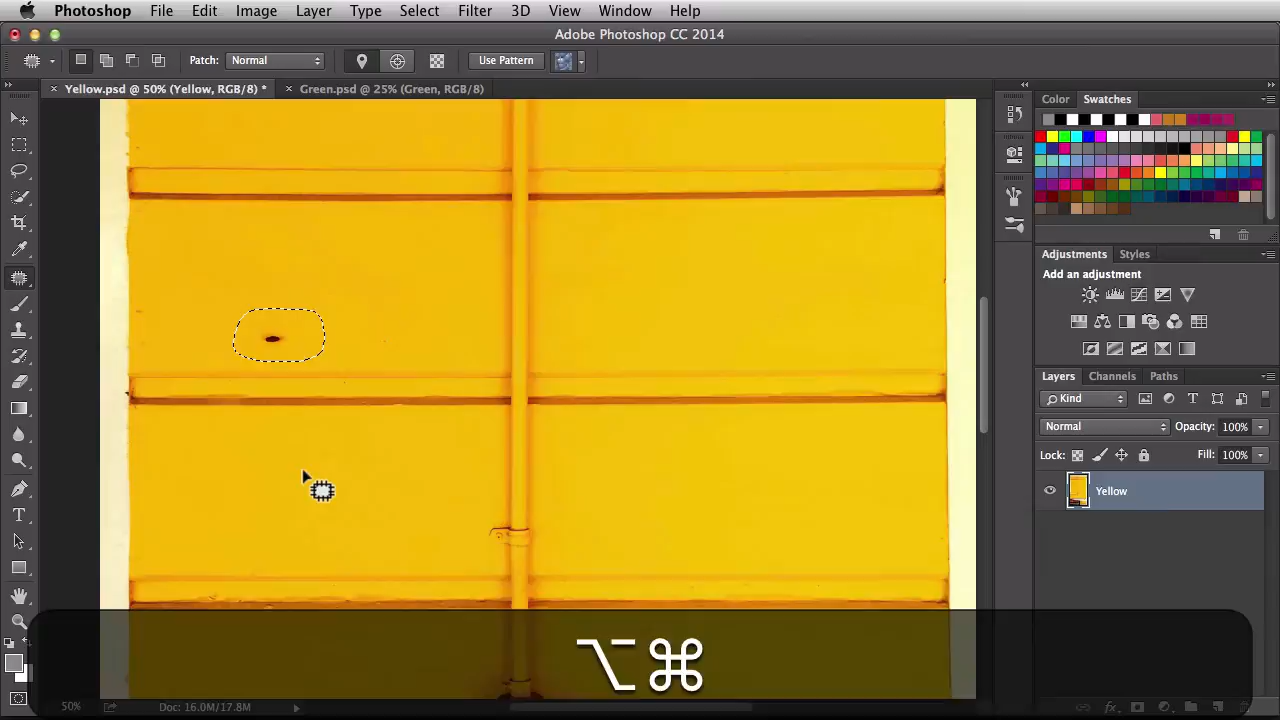 Photoshop File Edit Image Layer Type Select Filter 3D View Window Help
Adobe Photoshop CC 2014
Patch: Normal Use Pattern
Yellow.psd @ 50% (Yellow, RGB/8) * Green.psd @ 25% (Green, RGB/8)
Color Swatches
Adjustments Styles
Add an adjustment
Layers Channels Paths
Kind
Normal Opacity: 100%
Lock: Fill: 100%
Yellow
⌥⌘
50% Doc: 16.0M/17.8M